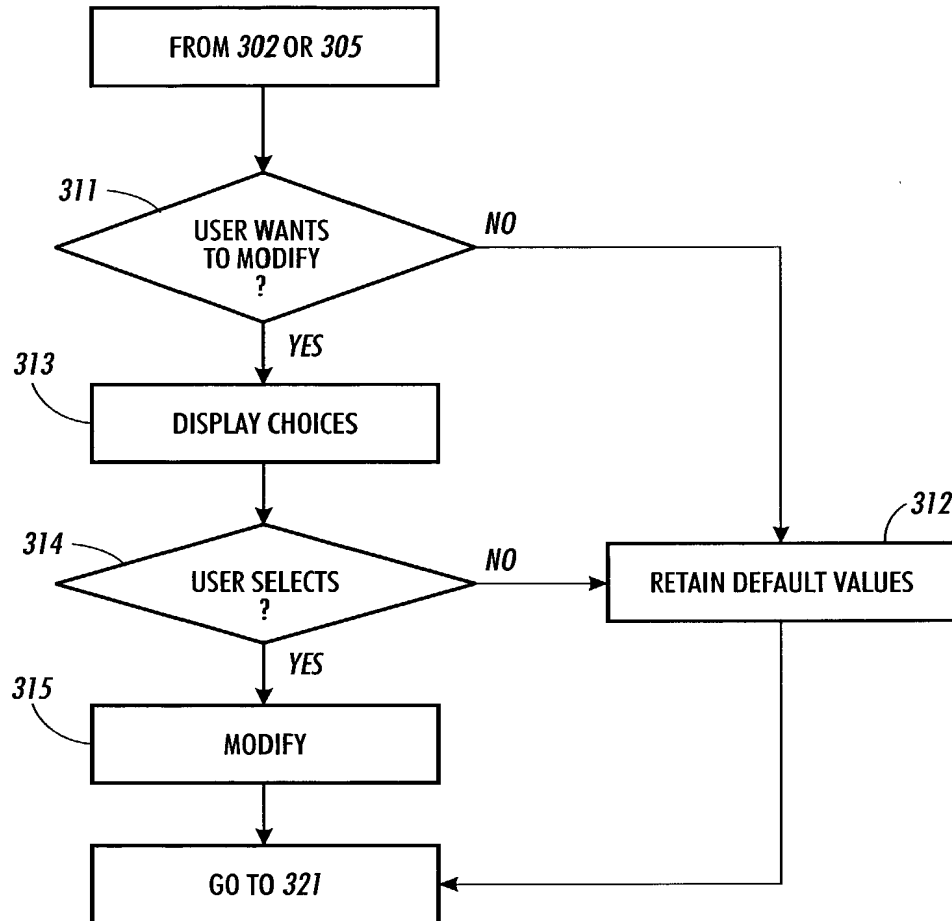 FROM 302 OR 305
311
USER WANTS
TO MODIFY
?
NO
YES
313
DISPLAY CHOICES
314
USER SELECTS
?
NO
312
RETAIN DEFAULT VALUES
YES
315
MODIFY
GO TO 321